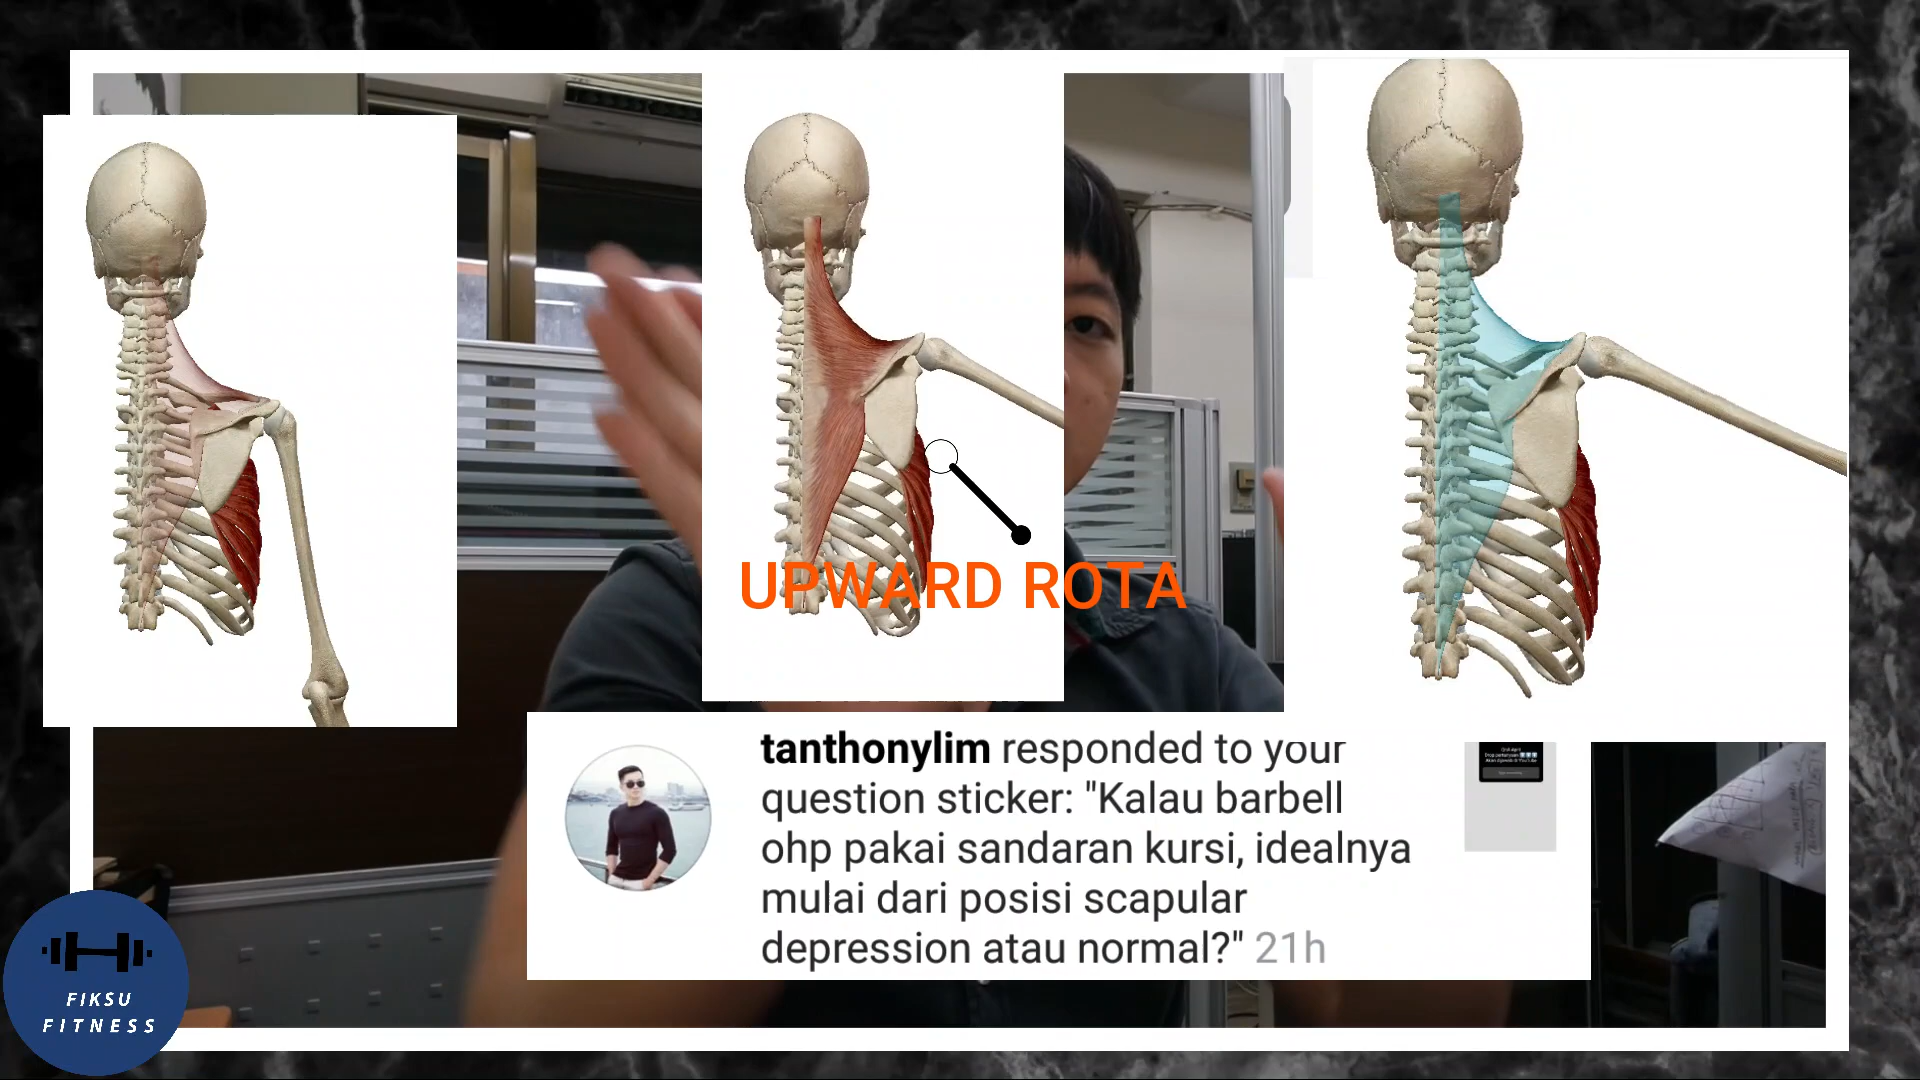 UPWARD ROTA
tanthonylim responded to your
question sticker: "Kalau barbell
ohp pakai sandaran kursi, idealnya
mulai dari posisi scapular
depression atau normal?" 21h
FIKSU
FITNESS